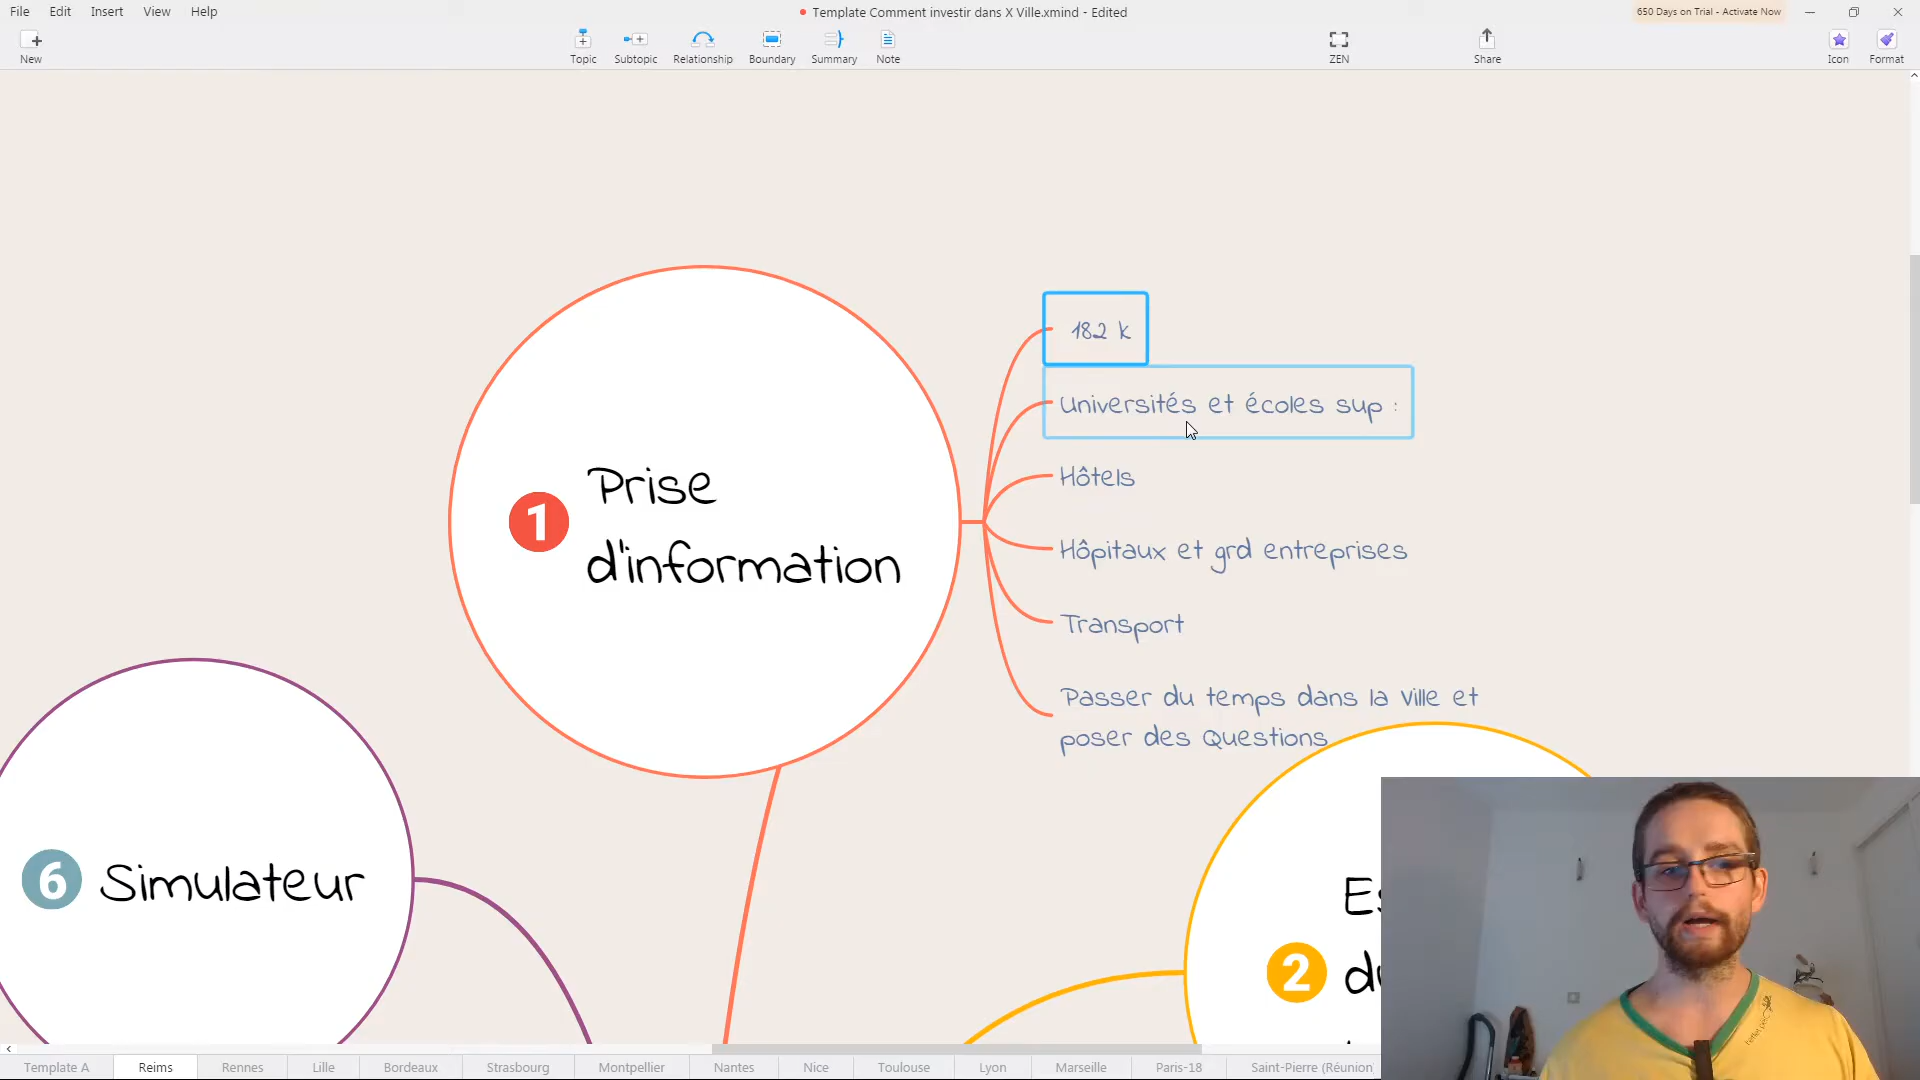 File Edit Insert View Help
Template Comment investir dans X Ville.xmind - Edited
650 Days on Trial - Activate Now
New
Topic Subtopic Relationship Boundary Summary Note
ZEN
Share
Icon Format
1 Prise
d'information
182 k
Universités et écoles sup :
Hôtels
Hôpitaux et grd entreprises
Transport
Passer du temps dans la ville et
poser des Questions
6 Simulateur
2
Template A Reims Rennes Lille Bordeaux Strasbourg Montpellier Nantes Nice Toulouse Lyon Marseille Paris-18 Saint-Pierre (Réunion